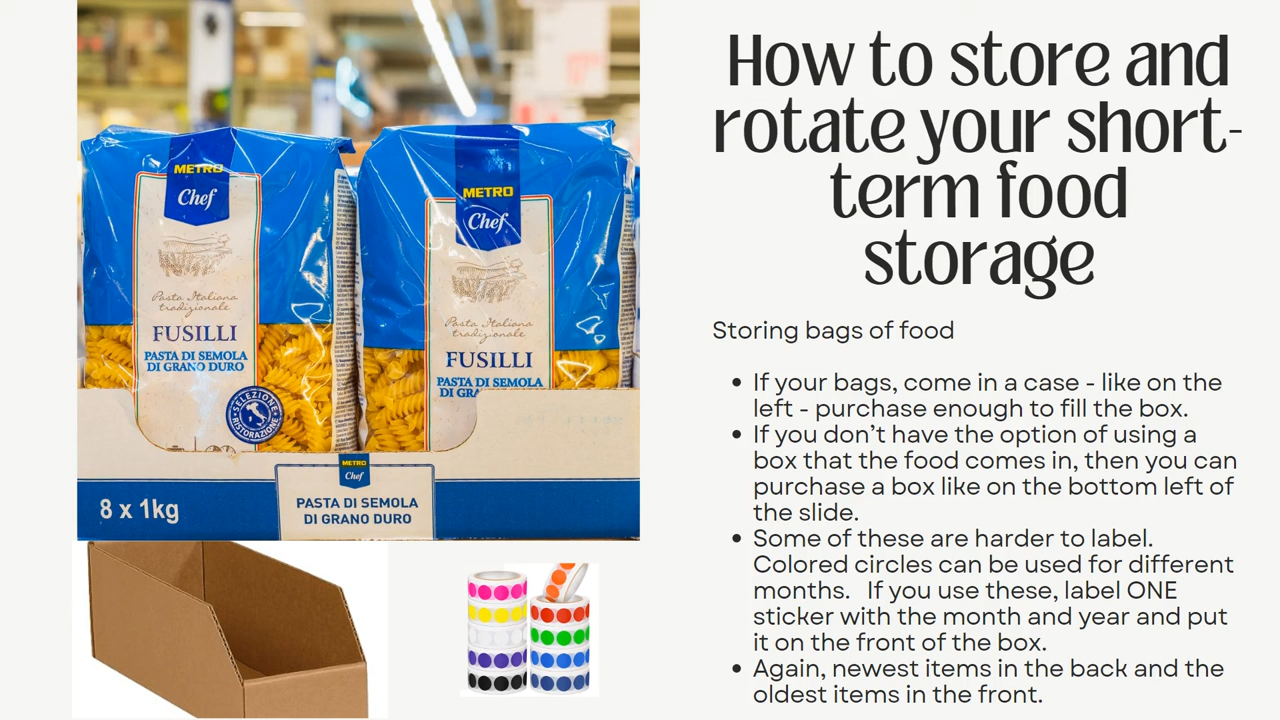 How to store and
rotate your short-
term food
storage
Storing bags of food
• If your bags, come in a case - like on the
left - purchase enough to fill the box.
• If you don’t have the option of using a
box that the food comes in, then you can
purchase a box like on the bottom left of
the slide.
• Some of these are harder to label.
Colored circles can be used for different
months.   If you use these, label ONE
sticker with the month and year and put
it on the front of the box.
• Again, newest items in the back and the
oldest items in the front.
METRO
Chef
Pasta Italiana
tradizionale
FUSILLI
PASTA DI SEMOLA
DI GRANO DURO
SELEZIONE
RISTORAZIONE
METRO
Chef
Pasta Italiana
tradizionale
FUSILLI
PASTA DI SEMOLA
DI GRA
8 x 1kg
METRO
Chef
PASTA DI SEMOLA
DI GRANO DURO